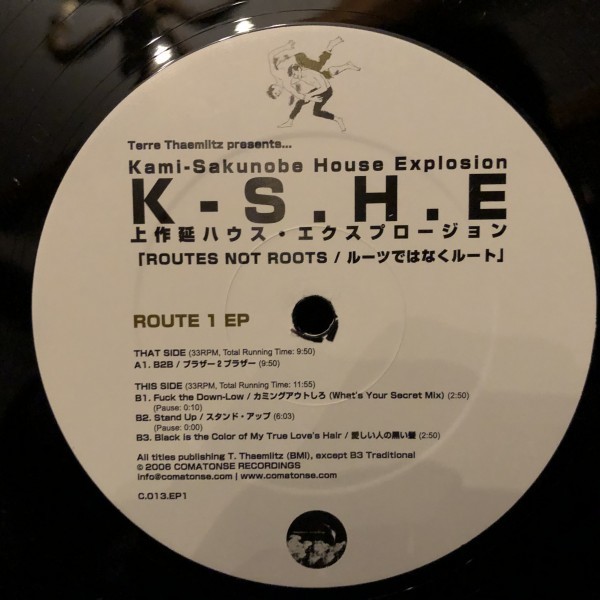 Terre Thaemlitz presents...
Kami-Sakunobe House Explosion
K-S.H.E
上作延ハウス・エクスプロージョン
「ROUTES NOT ROOTS / ルーツではなくルート」
ROUTE 1 EP
THAT SIDE (33RPM, Total Running Time: 9:50)
A1. B2B / ブラザー2ブラザー (9:50)
THIS SIDE (33RPM, Total Running Time: 11:55)
B1. Fuck the Down-Low / カミングアウトしろ (What's Your Secret Mix) (2:50)
(Pause: 0:10)
B2. Stand Up / スタンド・アップ (6:03)
(Pause: 0:00)
B3. Black is the Color of My True Love's Hair / 愛しい人の黒い髪 (2:50)
All titles publishing T. Thaemlitz (BMI), except B3 Traditional
© 2006 COMATONSE RECORDINGS
info@comatonse.com | www.comatonse.com
C.013.EP1